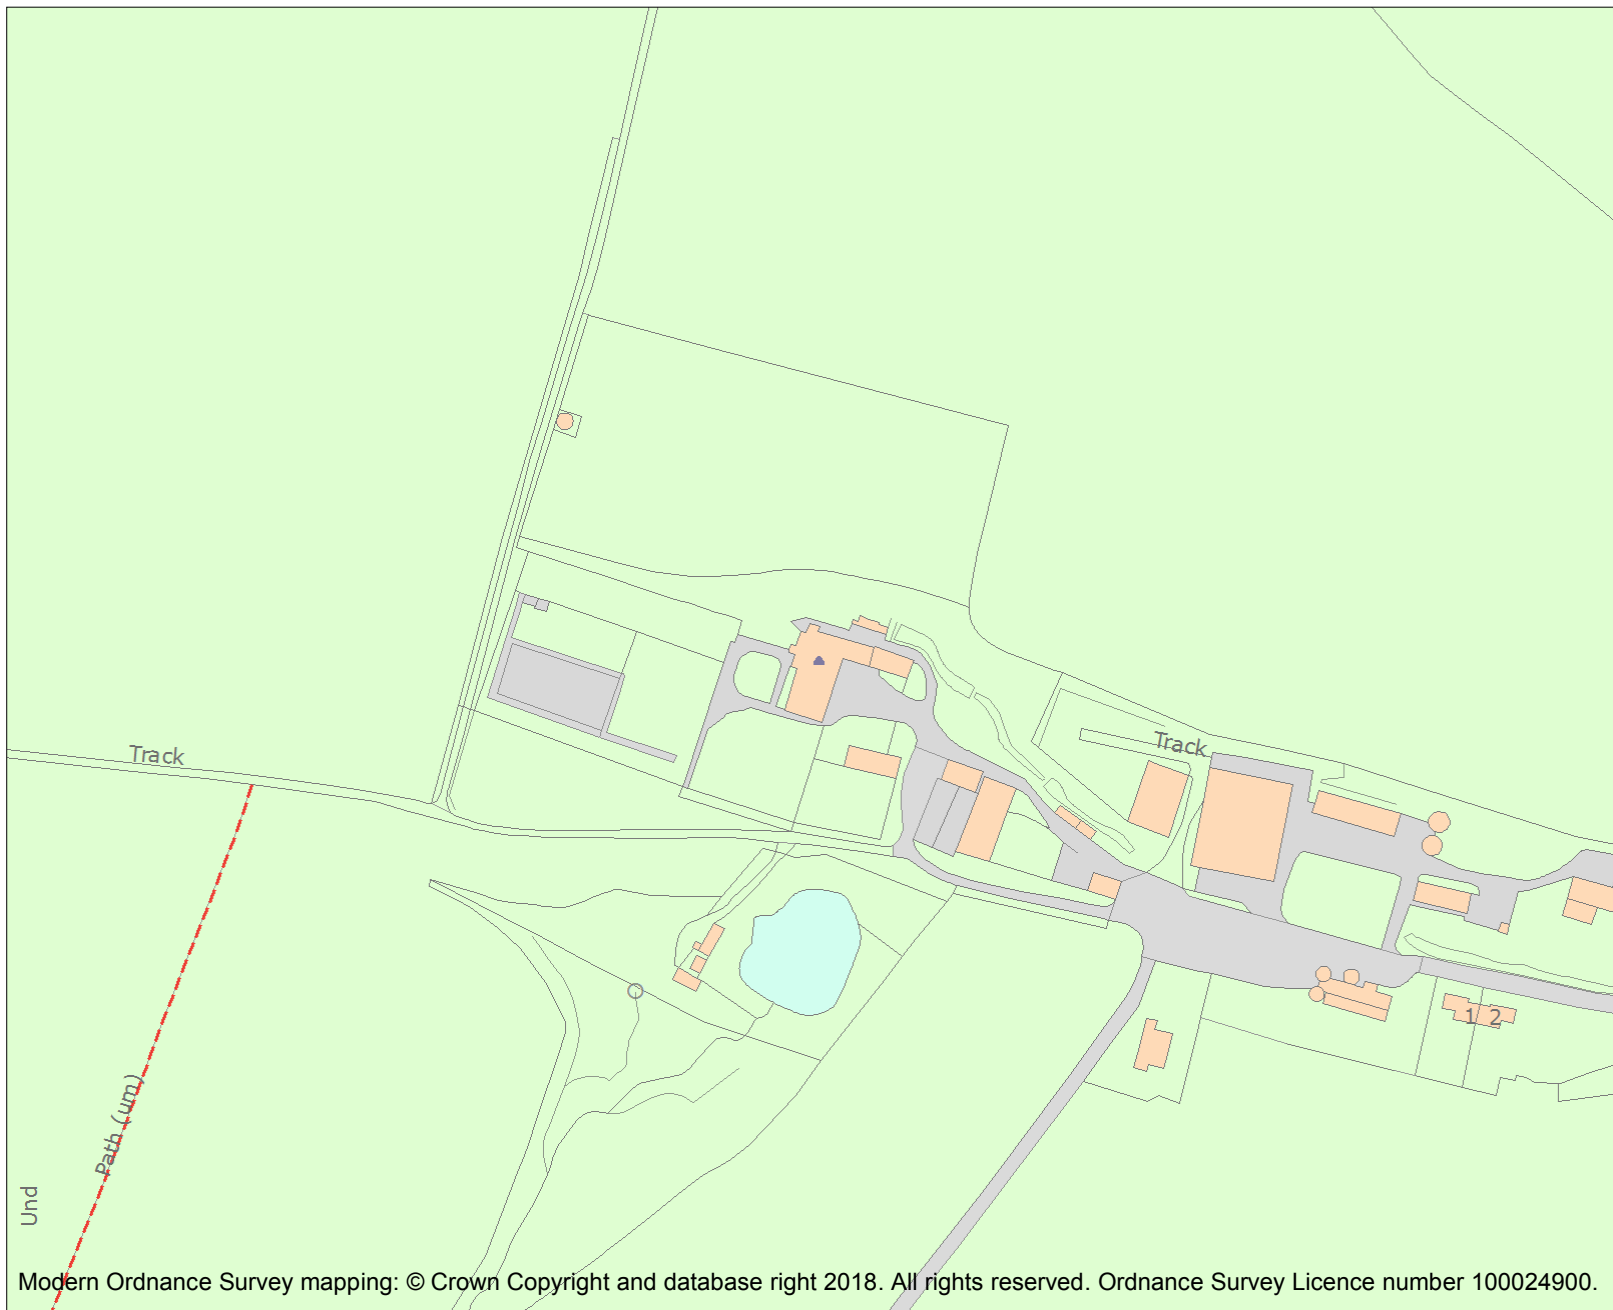 Track
Track
Path (um)
1 2
Und
Modern Ordnance Survey mapping: © Crown Copyright and database right 2018. All rights reserved. Ordnance Survey Licence number 100024900.